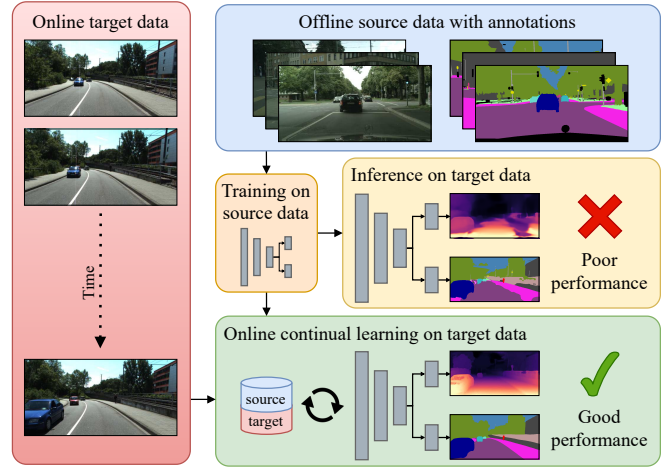 Online target data
Time
Offline source data with annotations
Training on
source data
Inference on target data
Poor
performance
Online continual learning on target data
source
target
Good
performance